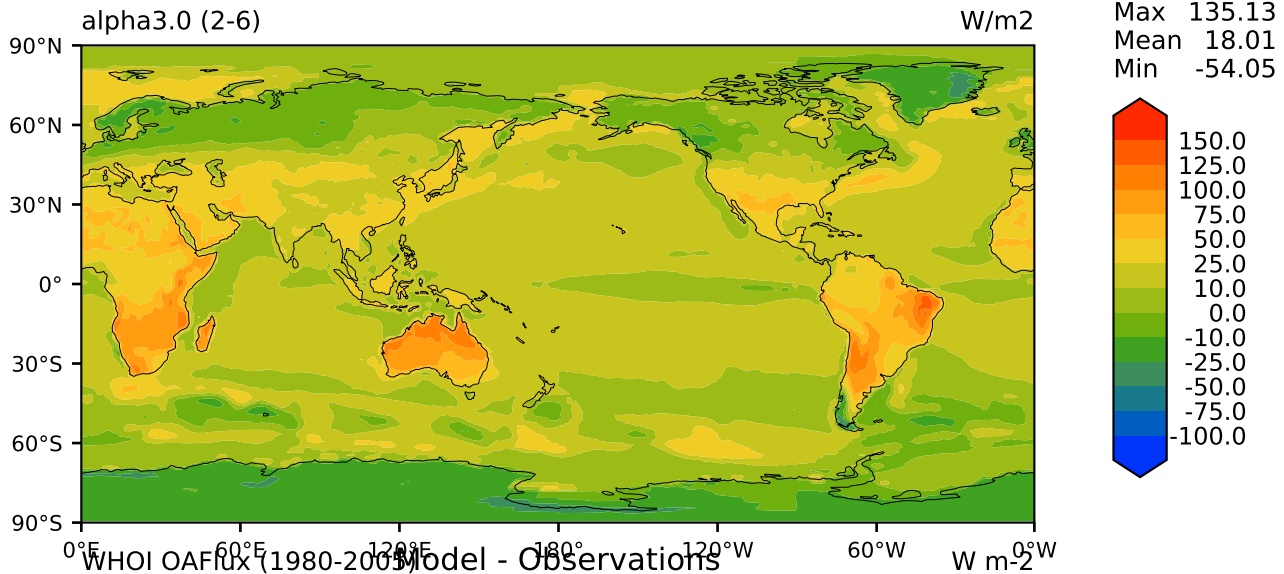 alpha3.0 (2-6)
W/m2
Max 135.13
Mean 18.01
Min -54.05
90°N
60°N
30°N
0°
30°S
60°S
90°S
0°E 60°E 120°E 180° 120°W 60°W 0°W
150.0
125.0
100.0
75.0
50.0
25.0
10.0
0.0
-10.0
-25.0
-50.0
-75.0
-100.0
WHOI OAFlux (1980-2005)
Model - Observations
W m-2